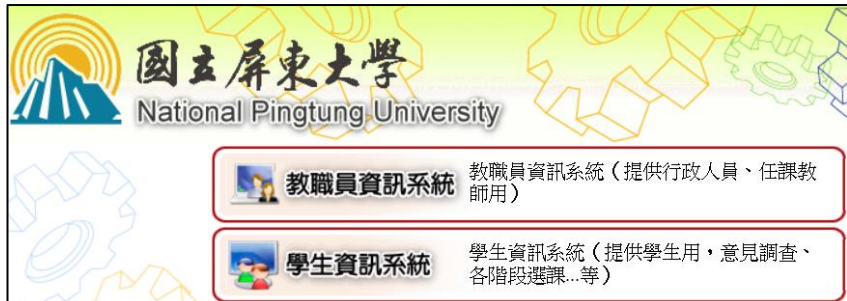 國立屏東大學
National Pingtung University
教職員資訊系統
教職員資訊系統（提供行政人員、任課教
師用）
學生資訊系統
學生資訊系統（提供學生用，意見調查、
各階段選課...等）